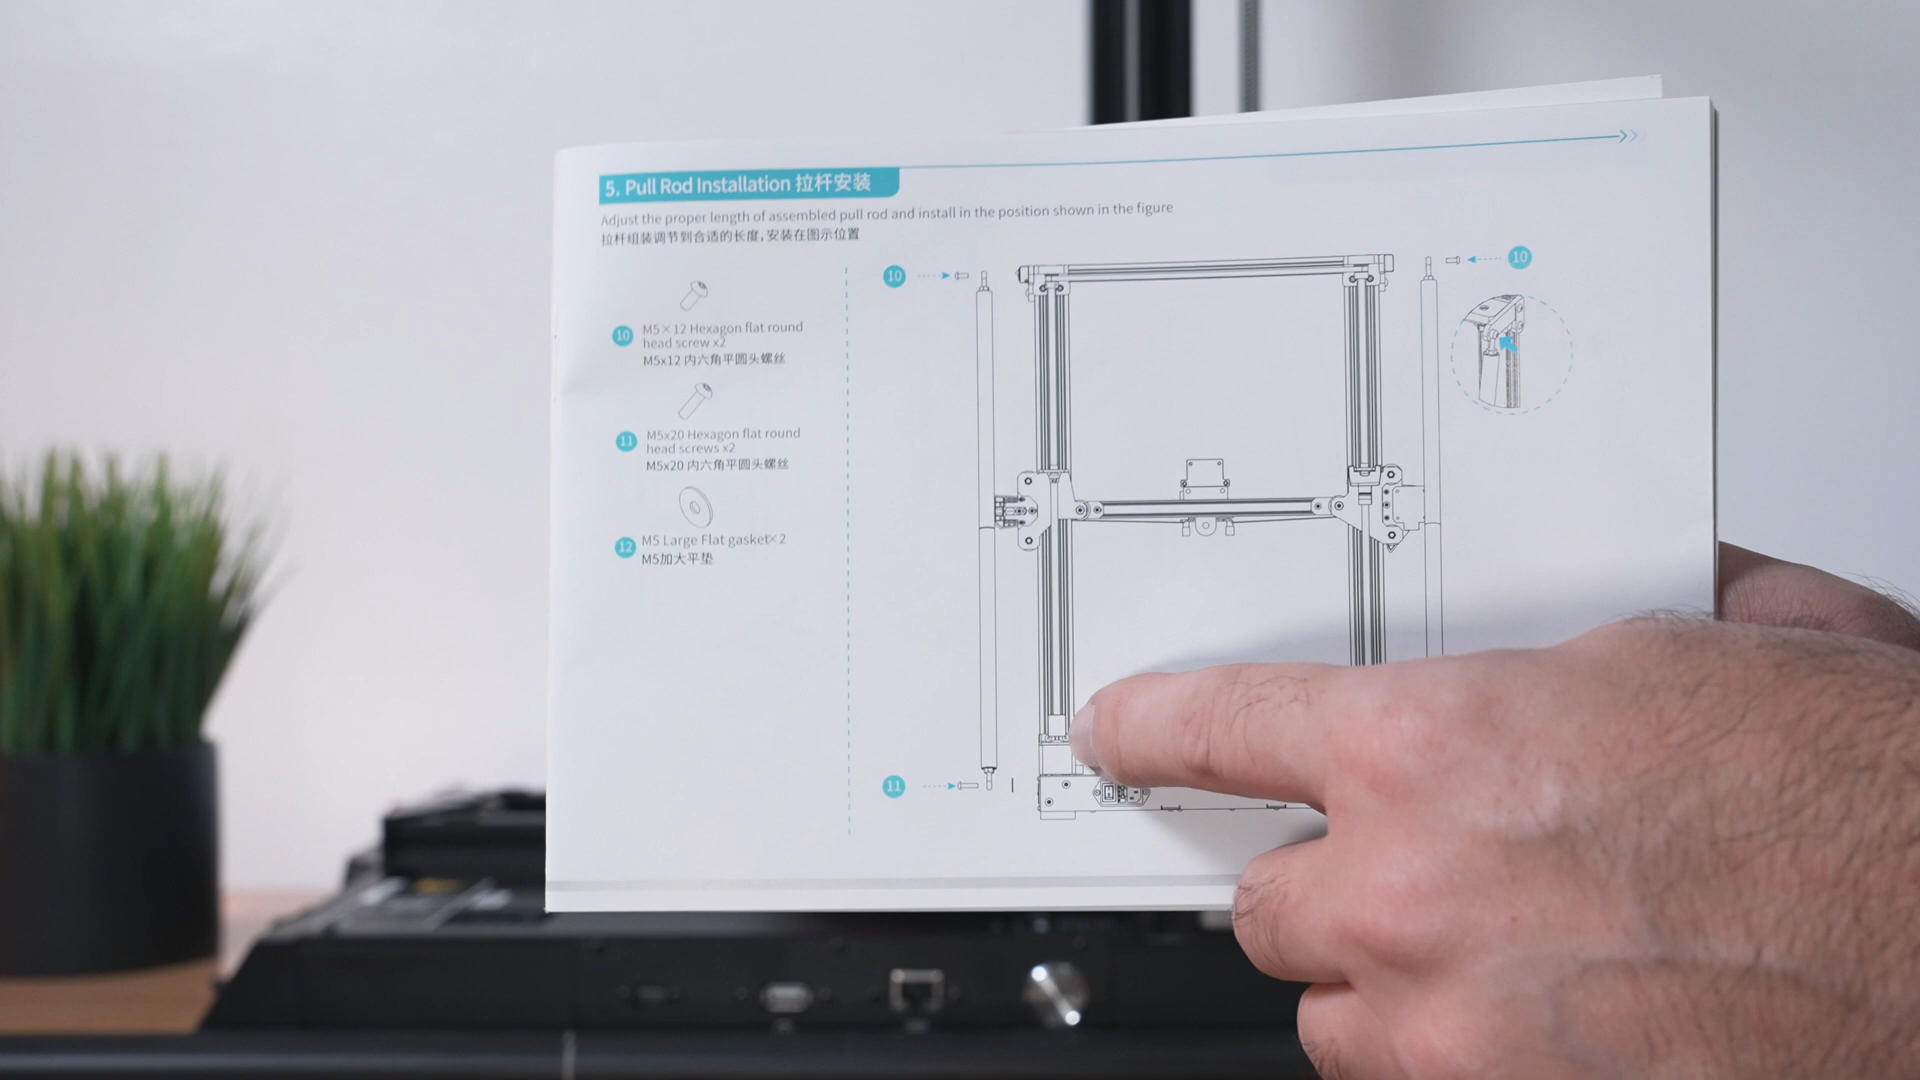 5. Pull Rod Installation 拉杆安装
Adjust the proper length of assembled pull rod and install in the position shown in the figure
拉杆组装调节到合适的长度,安装在图示位置
10
10
10
M5×12 Hexagon flat round
head screw x2
M5x12 内六角平圆头螺丝
11
M5x20 Hexagon flat round
head screws x2
M5x20 内六角平圆头螺丝
12
M5 Large Flat gasket×2
M5加大平垫
11